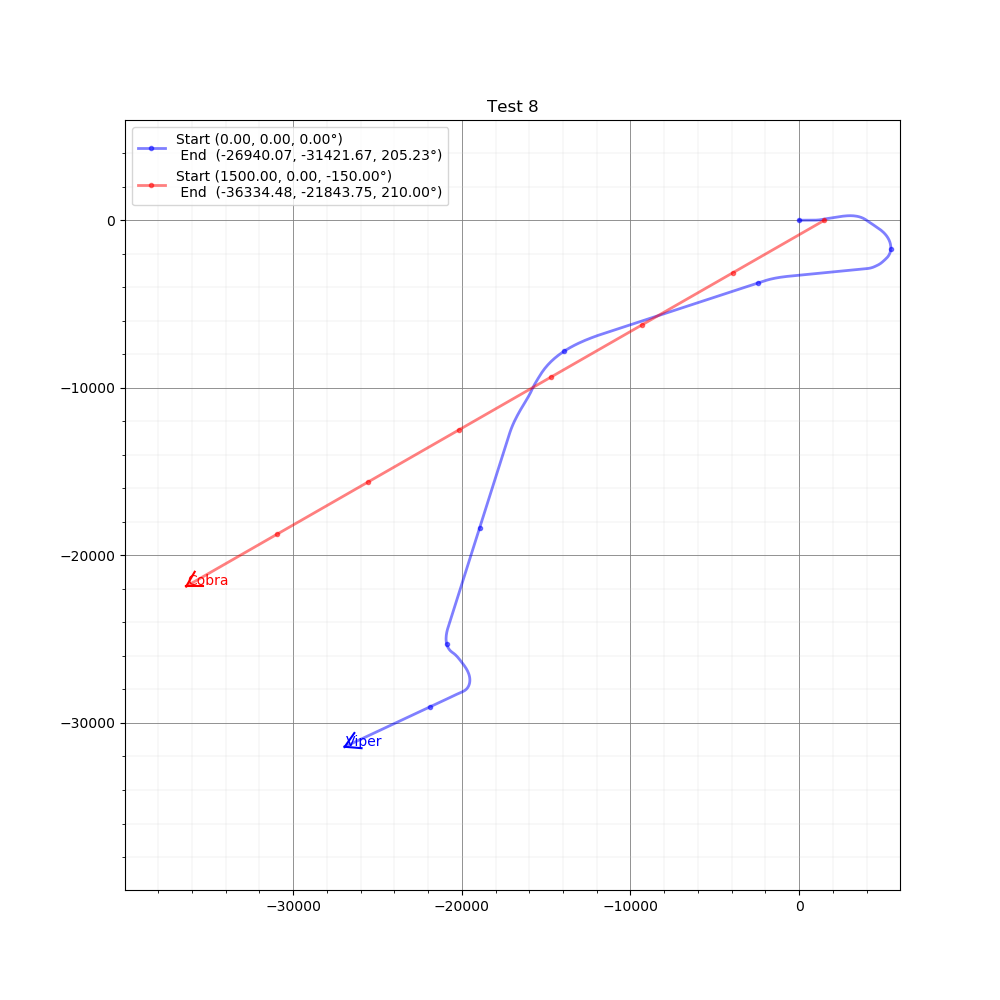 Test 8
Start (0.00, 0.00, 0.00°)
End (-26940.07, -31421.67, 205.23°)
Start (1500.00, 0.00, -150.00°)
End (-36334.48, -21843.75, 210.00°)
0
−10000
−20000
−30000
Cobra
Viper
−30000 −20000 −10000 0